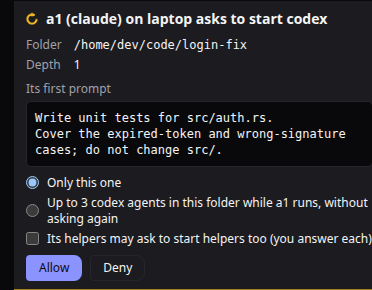 a1 (claude) on laptop asks to start codex
Folder /home/dev/code/login-fix
Depth 1
Its first prompt
Write unit tests for src/auth.rs.
Cover the expired-token and wrong-signature
cases; do not change src/.
Only this one
Up to 3 codex agents in this folder while a1 runs, without
asking again
Its helpers may ask to start helpers too (you answer each)
Allow Deny